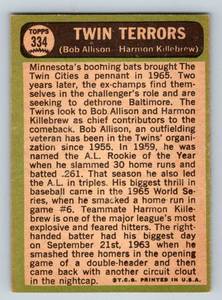 TOPPS
334
TWIN TERRORS
(Bob Allison—Harmon Killebrew)
Minnesota's booming bats brought The
Twin Cities a pennant in 1965. Two
years later, the ex-champs find them-
selves in the challenger's role and are
seeking to dethrone Baltimore. The
Twins look to Bob Allison and Harmon
Killebrew as chief contributors to the
comeback. Bob Allison, an outfielding
veteran has been in the Twins' organi-
zation since 1955. In 1959, he was
named the A.L. Rookie of the Year
when he slammed 30 home runs and
batted .261. That season he also led
the A.L. in triples. His biggest thrill in
baseball came in the 1965 World Se-
ries, when he smacked a home run in
game #6. Teammate Harmon Kille-
brew is one of the major league's most
explosive and feared hitters. The right-
handed batter had his biggest day on
September 21st, 1963 when he
smashed three homers in the opening
game of a doubleheader and then
came back with another circuit clout
in the nightcap.
©T.C.G. PRINTED IN U.S.A.